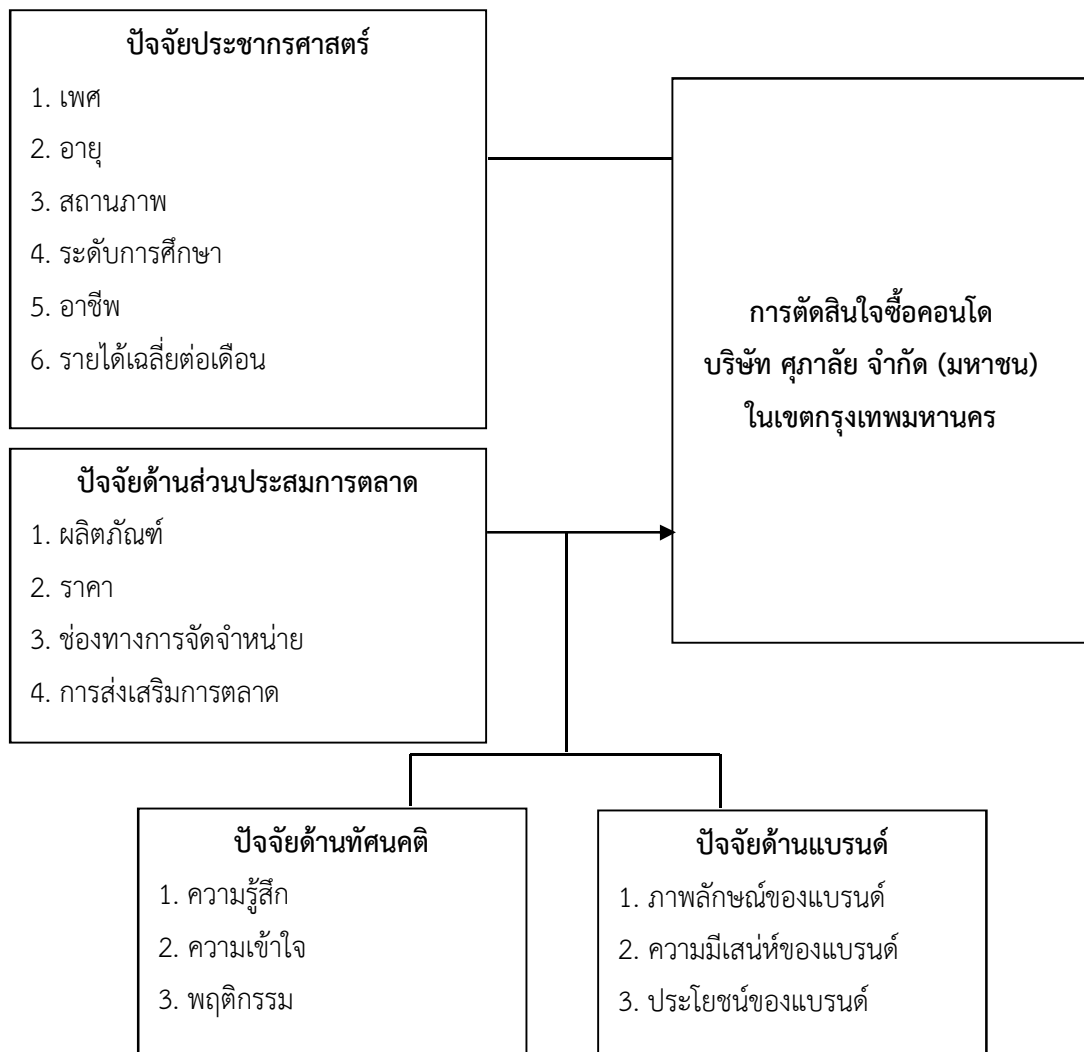 ปัจจัยประชากรศาสตร์
1. เพศ
2. อายุ
3. สถานภาพ
4. ระดับการศึกษา
5. อาชีพ
6. รายได้เฉลี่ยต่อเดือน
การตัดสินใจซื้อคอนโด
บริษัท ศุภาลัย จำกัด (มหาชน)
ในเขตกรุงเทพมหานคร
ปัจจัยด้านส่วนประสมการตลาด
1. ผลิตภัณฑ์
2. ราคา
3. ช่องทางการจัดจำหน่าย
4. การส่งเสริมการตลาด
ปัจจัยด้านทัศนคติ
1. ความรู้สึก
2. ความเข้าใจ
3. พฤติกรรม
ปัจจัยด้านแบรนด์
1. ภาพลักษณ์ของแบรนด์
2. ความมีเสน่ห์ของแบรนด์
3. ประโยชน์ของแบรนด์